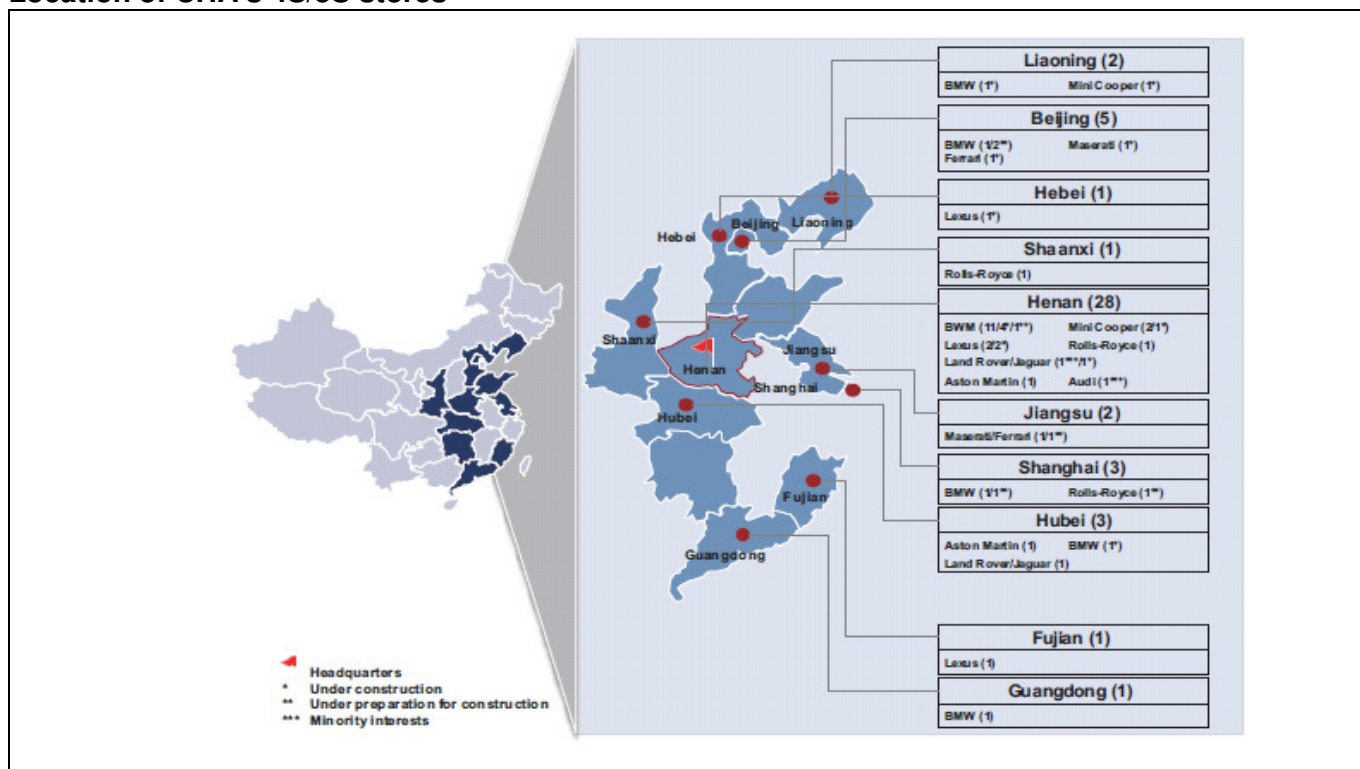 Location of stores
Liaoning (2)
BMW (1*) Mini Cooper (1*)
Beijing (5)
BMW (1/2**) Maserati (1*)
Ferrari (1*)
Hebei (1)
Lexus (1*)
Shaanxi (1)
Rolls-Royce (1)
Henan (28)
BWM (11/4*/1**) Mini Cooper (2/1*)
Lexus (2/2*) Rolls-Royce (1)
Land Rover/Jaguar (1***/1*)
Aston Martin (1) Audi (1***)
Jiangsu (2)
Maserati/Ferrari (1/1**)
Shanghai (3)
BMW (1/1**) Rolls-Royce (1**)
Hubei (3)
Aston Martin (1) BMW (1*)
Land Rover/Jaguar (1)
Fujian (1)
Lexus (1)
Guangdong (1)
BMW (1)
Hebei
Beijing
Liaoning
Shaanxi
Henan
Jiangsu
Shanghai
Hubei
Fujian
Guangdong
Headquarters
* Under construction
** Under preparation for construction
*** Minority interests